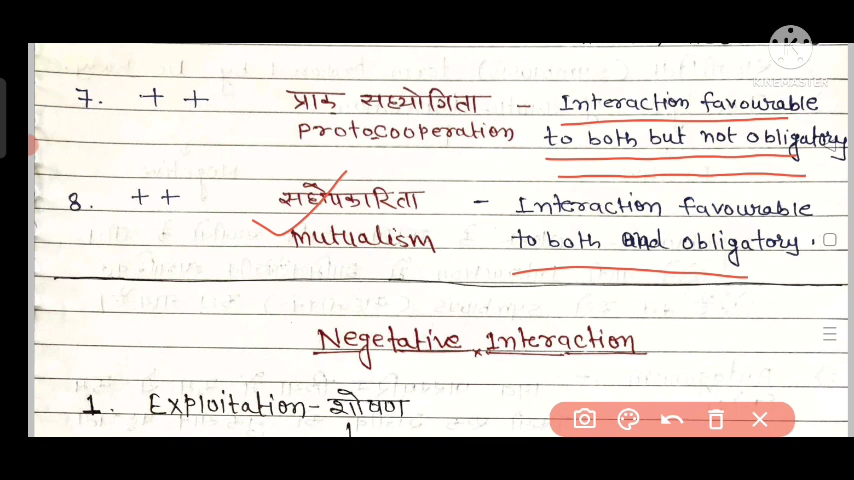 KINEMASTER
7. + + प्राक् सहयोगिता - Interaction favourable
Protocooperation to both but not obligatory
8. + + सहोपकारिता - Interaction favourable
mutualism to both and obligatory.
Negetative Interaction
1. Exploitation - शोषण